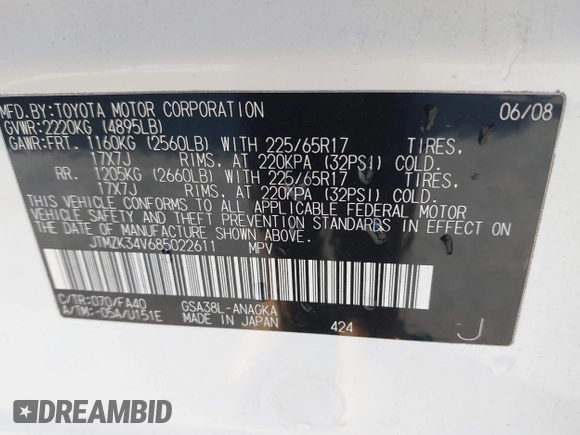 MFD.BY:TOYOTA MOTOR CORPORATION 06/08
GVWR:2220KG (4895LB)
GAWR:FRT. 1160KG (2560LB) WITH 225/65R17 TIRES,
17X7J RIMS, AT 220KPA (32PSI) COLD.
RR. 1205KG (2660LB) WITH 225/65R17 TIRES,
17X7J RIMS, AT 220KPA (32PSI) COLD.
THIS VEHICLE CONFORMS TO ALL APPLICABLE FEDERAL MOTOR
VEHICLE SAFETY AND THEFT PREVENTION STANDARDS IN EFFECT ON
THE DATE OF MANUFACTURE SHOWN ABOVE.
JTMZK34V685022611 MPV
C/TR:070/FA40 GSA38L-ANAGKA
A/TM:-05A/U151E MADE IN JAPAN 424 J
DREAMBID